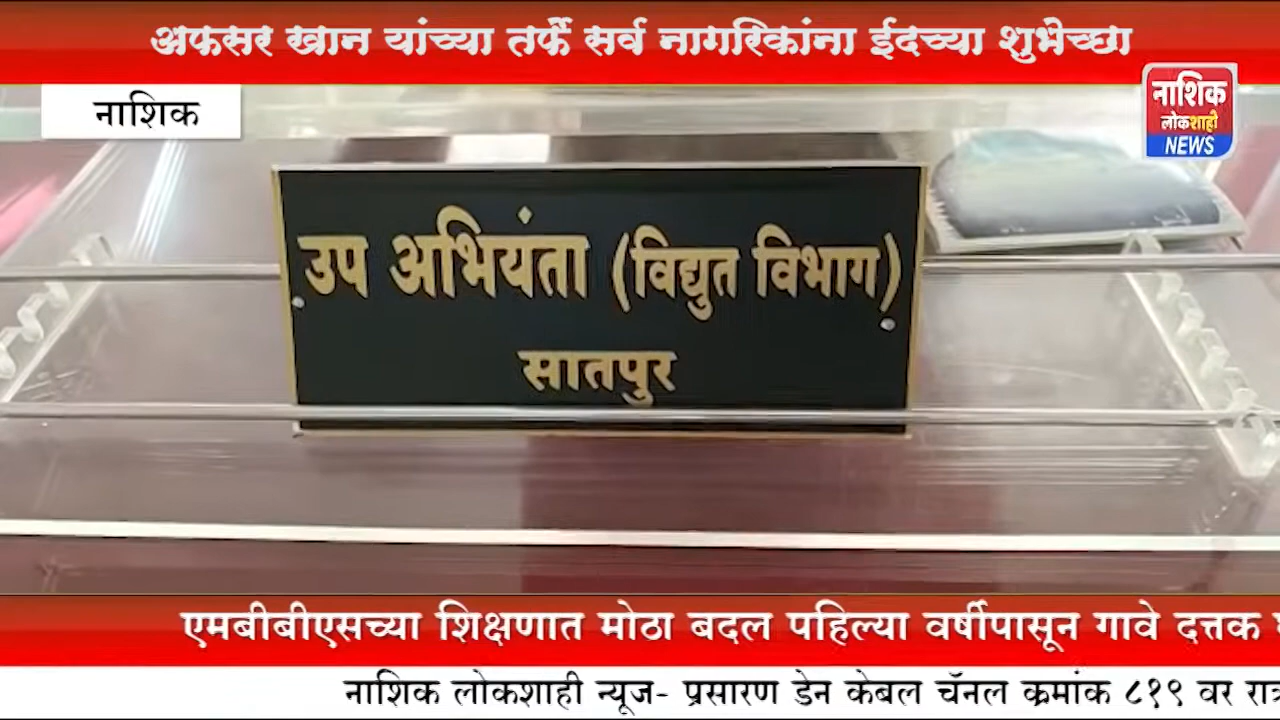 अफसर खान यांच्या तर्फे सर्व नागरिकांना ईदच्या शुभेच्छा
नाशिक
नाशिक
लोकशाही
NEWS
उप अभियंता (विद्युत विभाग)
सातपुर
एमबीबीएसच्या शिक्षणात मोठा बदल पहिल्या वर्षीपासून गावे दत्तक
नाशिक लोकशाही न्यूज- प्रसारण डेन केबल चॅनल क्रमांक ८१९ वर